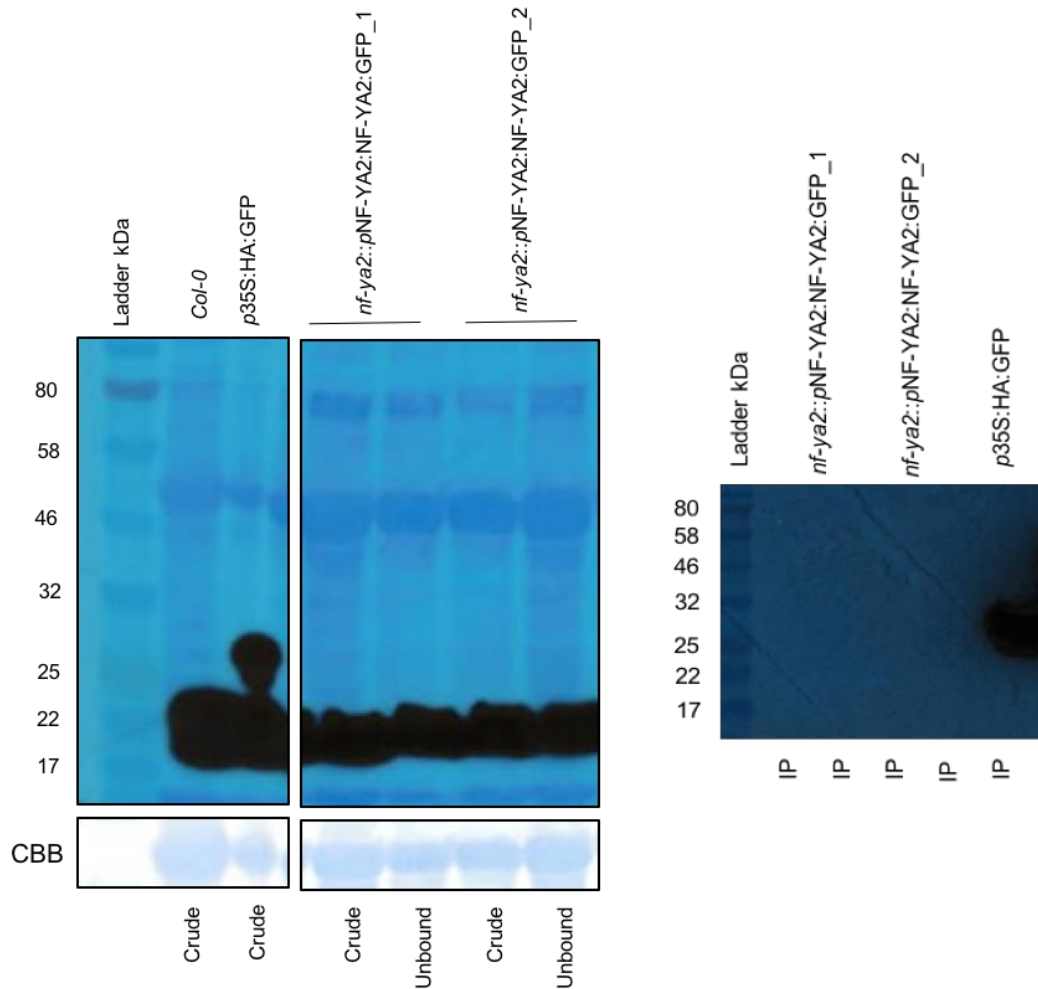 Ladder kDa
Col-0
p35S:HA:GFP
nf-ya2::pNF-YA2:NF-YA2:GFP_1
nf-ya2::pNF-YA2:NF-YA2:GFP_2
80
58
46
32
25
22
17
CBB
Crude
Crude
Crude
Unbound
Crude
Unbound
Ladder kDa
nf-ya2::pNF-YA2:NF-YA2:GFP_1
nf-ya2::pNF-YA2:NF-YA2:GFP_2
p35S:HA:GFP
80
58
46
32
25
22
17
IP
IP
IP
IP
IP